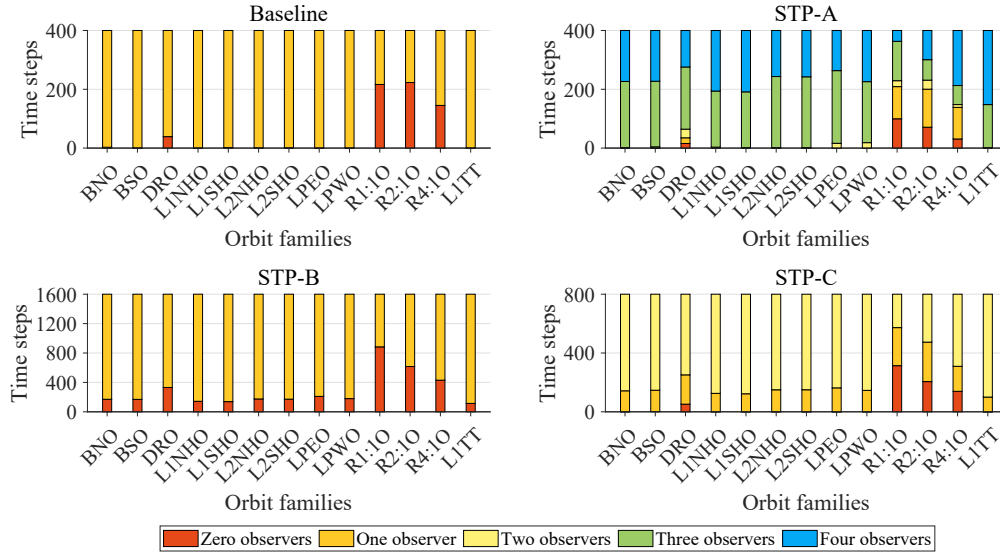 Baseline
Time steps
400
200
0
BNO
BSO
DRO
L1NHO
L1SHO
L2NHO
L2SHO
LPEO
LPWO
R1:1O
R2:1O
R4:1O
L1TT
Orbit families
STP-A
Time steps
400
200
0
BNO
BSO
DRO
L1NHO
L1SHO
L2NHO
L2SHO
LPEO
LPWO
R1:1O
R2:1O
R4:1O
L1TT
Orbit families
STP-B
Time steps
1600
1200
800
400
0
BNO
BSO
DRO
L1NHO
L1SHO
L2NHO
L2SHO
LPEO
LPWO
R1:1O
R2:1O
R4:1O
L1TT
Orbit families
STP-C
Time steps
800
400
0
BNO
BSO
DRO
L1NHO
L1SHO
L2NHO
L2SHO
LPEO
LPWO
R1:1O
R2:1O
R4:1O
L1TT
Orbit families
Zero observers One observer Two observers Three observers Four observers